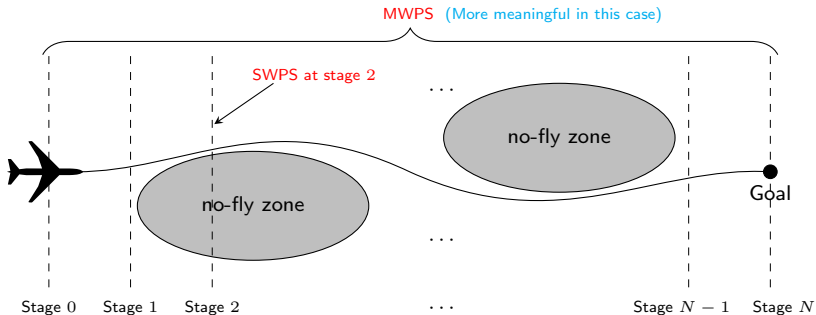 MWPS (More meaningful in this case)
SWPS at stage 2
...
no-fly zone
no-fly zone
Goal
...
Stage 0 Stage 1 Stage 2 ... Stage N − 1 Stage N